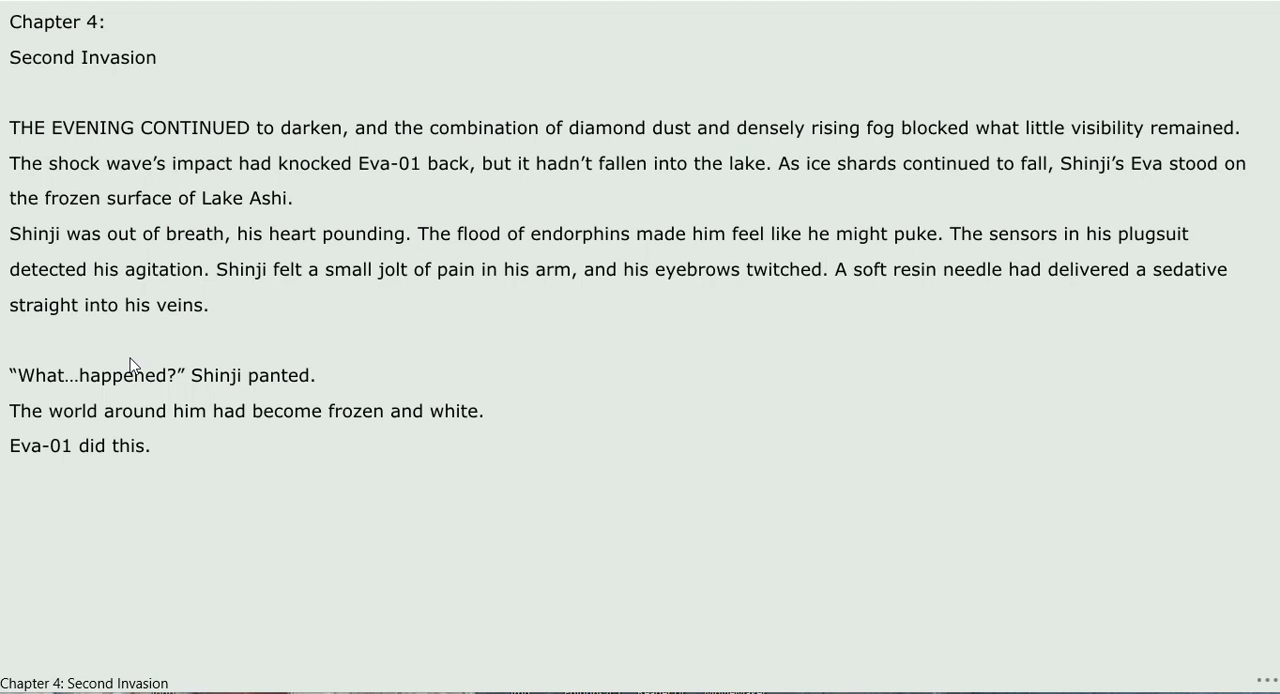 Chapter 4:
Second Invasion
THE EVENING CONTINUED to darken, and the combination of diamond dust and densely rising fog blocked what little visibility remained.
The shock wave’s impact had knocked Eva-01 back, but it hadn’t fallen into the lake. As ice shards continued to fall, Shinji’s Eva stood on
the frozen surface of Lake Ashi.
Shinji was out of breath, his heart pounding. The flood of endorphins made him feel like he might puke. The sensors in his plugsuit
detected his agitation. Shinji felt a small jolt of pain in his arm, and his eyebrows twitched. A soft resin needle had delivered a sedative
straight into his veins.
“What…happened?” Shinji panted.
The world around him had become frozen and white.
Eva-01 did this.
Chapter 4: Second Invasion